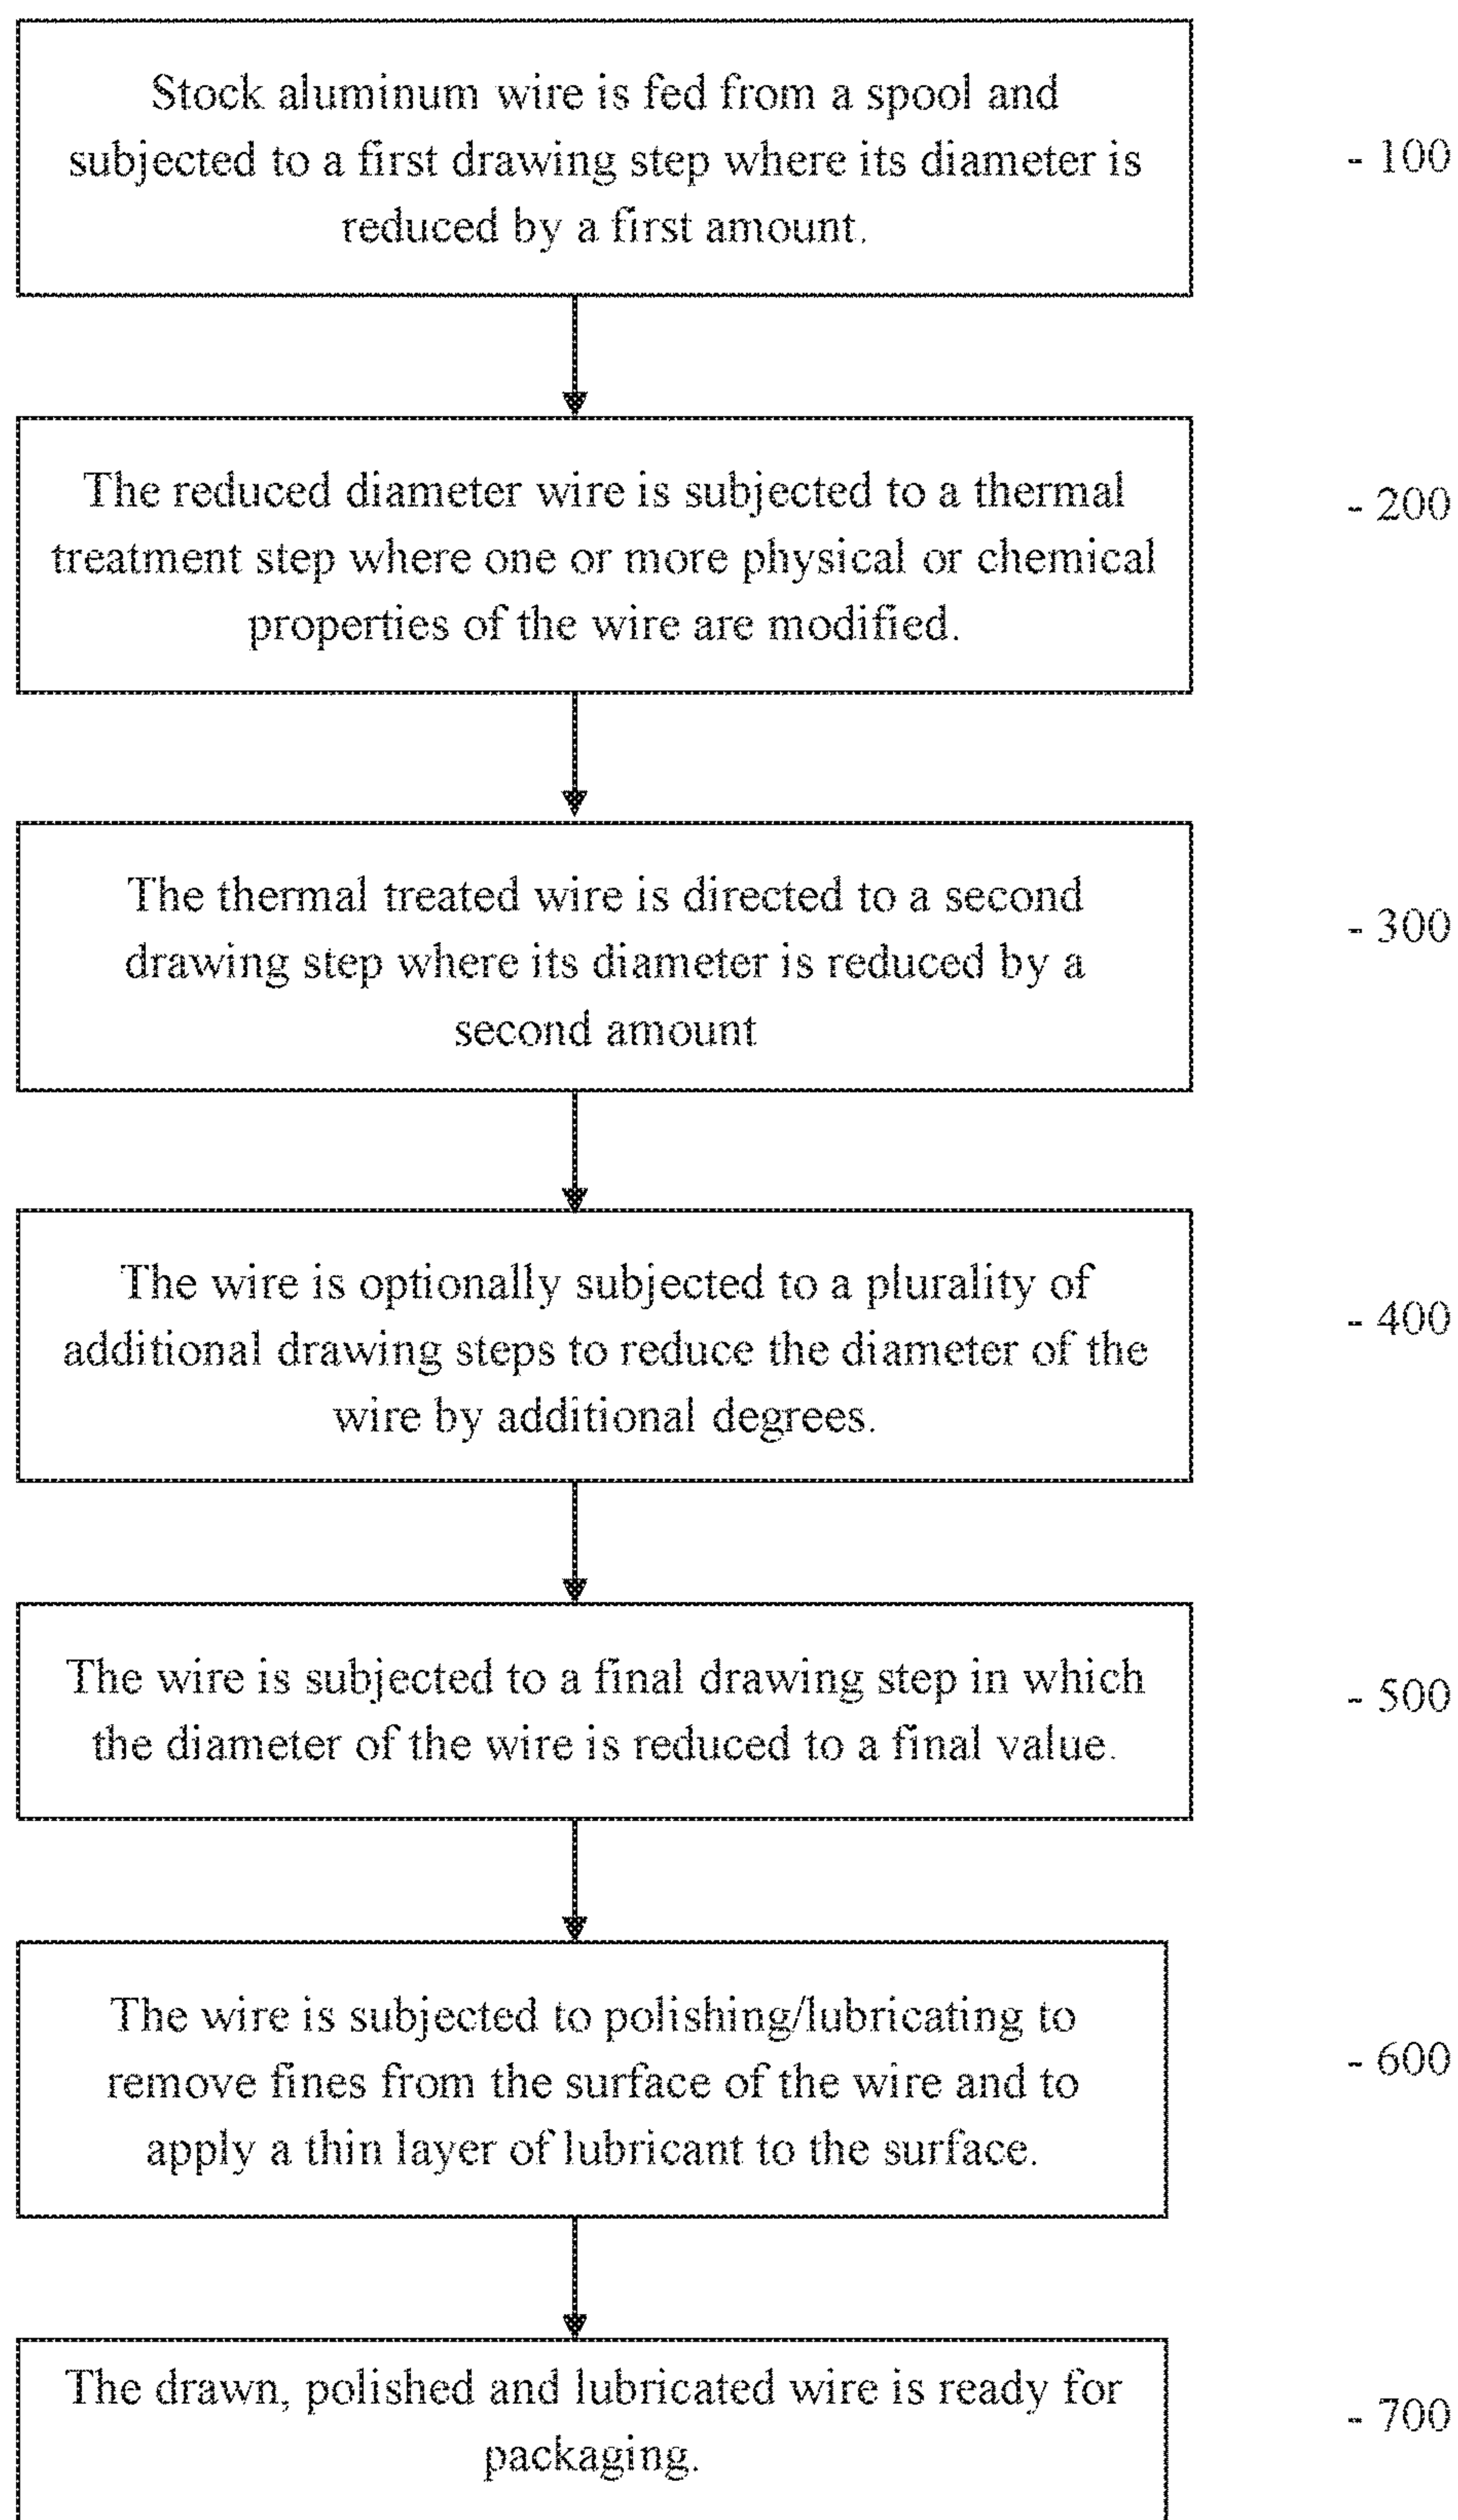 Stock aluminum wire is fed from a spool and
subjected to a first drawing step where its diameter is
reduced by a first amount.
- 100
The reduced diameter wire is subjected to a thermal
treatment step where one or more physical or chemical
properties of the wire are modified.
- 200
The thermal treated wire is directed to a second
drawing step where its diameter is reduced by a
second amount
- 300
The wire is optionally subjected to a plurality of
additional drawing steps to reduce the diameter of the
wire by additional degrees.
- 400
The wire is subjected to a final drawing step in which
the diameter of the wire is reduced to a final value.
- 500
The wire is subjected to polishing/lubricating to
remove fines from the surface of the wire and to
apply a thin layer of lubricant to the surface.
- 600
The drawn, polished and lubricated wire is ready for
packaging.
- 700